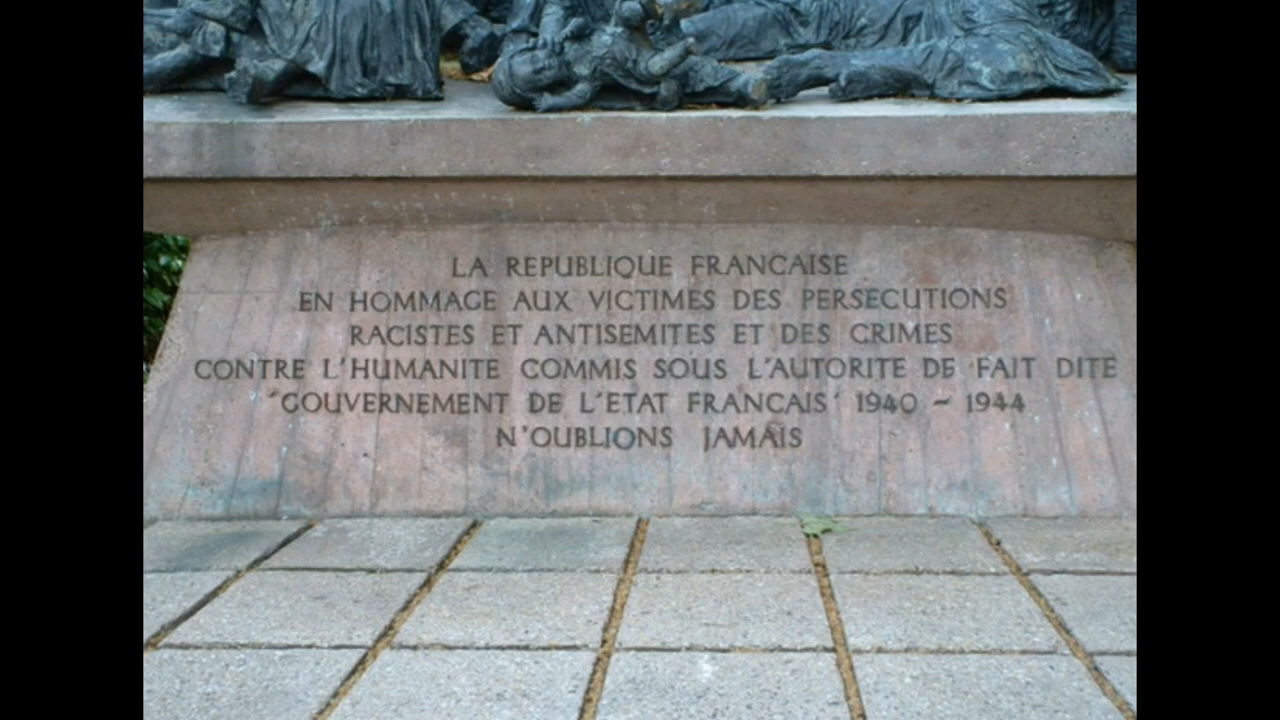 LA REPUBLIQUE FRANCAISE
EN HOMMAGE AUX VICTIMES DES PERSECUTIONS
RACISTES ET ANTISEMITES ET DES CRIMES
CONTRE L'HUMANITE COMMIS SOUS L'AUTORITE DE FAIT DITE
"GOUVERNEMENT DE L'ETAT FRANCAIS" 1940 ~ 1944
N'OUBLIONS JAMAIS